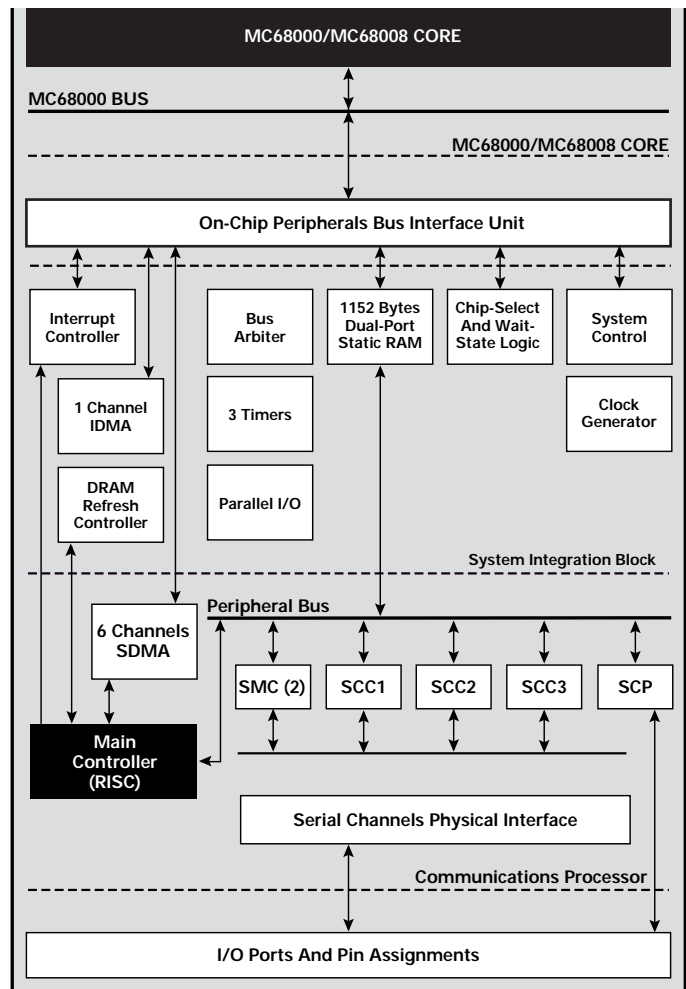 MC68000/MC68008 CORE
MC68000 BUS
MC68000/MC68008 CORE
On-Chip Peripherals Bus Interface Unit
Interrupt
Controller
Bus
Arbiter
1152 Bytes
Dual-Port
Static RAM
Chip-Select
And Wait-
State Logic
System
Control
1 Channel
IDMA
3 Timers
Clock
Generator
DRAM
Refresh
Controller
Parallel I/O
System Integration Block
Peripheral Bus
6 Channels
SDMA
SMC (2)
SCC1
SCC2
SCC3
SCP
Main
Controller
(RISC)
Serial Channels Physical Interface
Communications Processor
I/O Ports And Pin Assignments